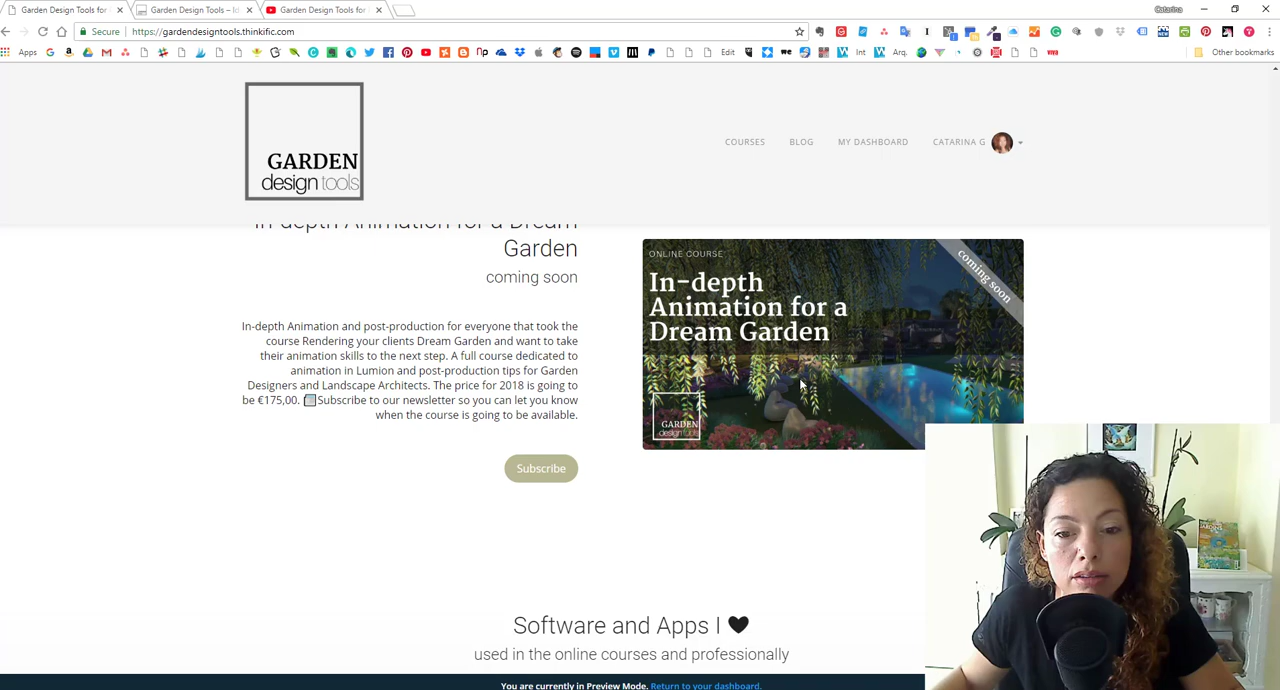 Garden Design Tools for
Garden Design Tools – Id
Garden Design Tools for
Catarina
Secure
https://gardendesigntools.thinkific.com
Apps
Edit
Int
Arq.
Other bookmarks
GARDEN
design tools
COURSES
BLOG
MY DASHBOARD
CATARINA G
In-depth Animation for a Dream
Garden
coming soon
In-depth Animation and post-production for everyone that took the
course Rendering your clients Dream Garden and want to take
their animation skills to the next step. A full course dedicated to
animation in Lumion and post-production tips for Garden
Designers and Landscape Architects. The price for 2018 is going to
be €175,00. Subscribe to our newsletter so you can let you know
when the course is going to be available.
Subscribe
ONLINE COURSE
In-depth
Animation for a
Dream Garden
coming soon
GARDEN
design tools
Software and Apps I
used in the online courses and professionally
You are currently in Preview Mode. Return to your dashboard.